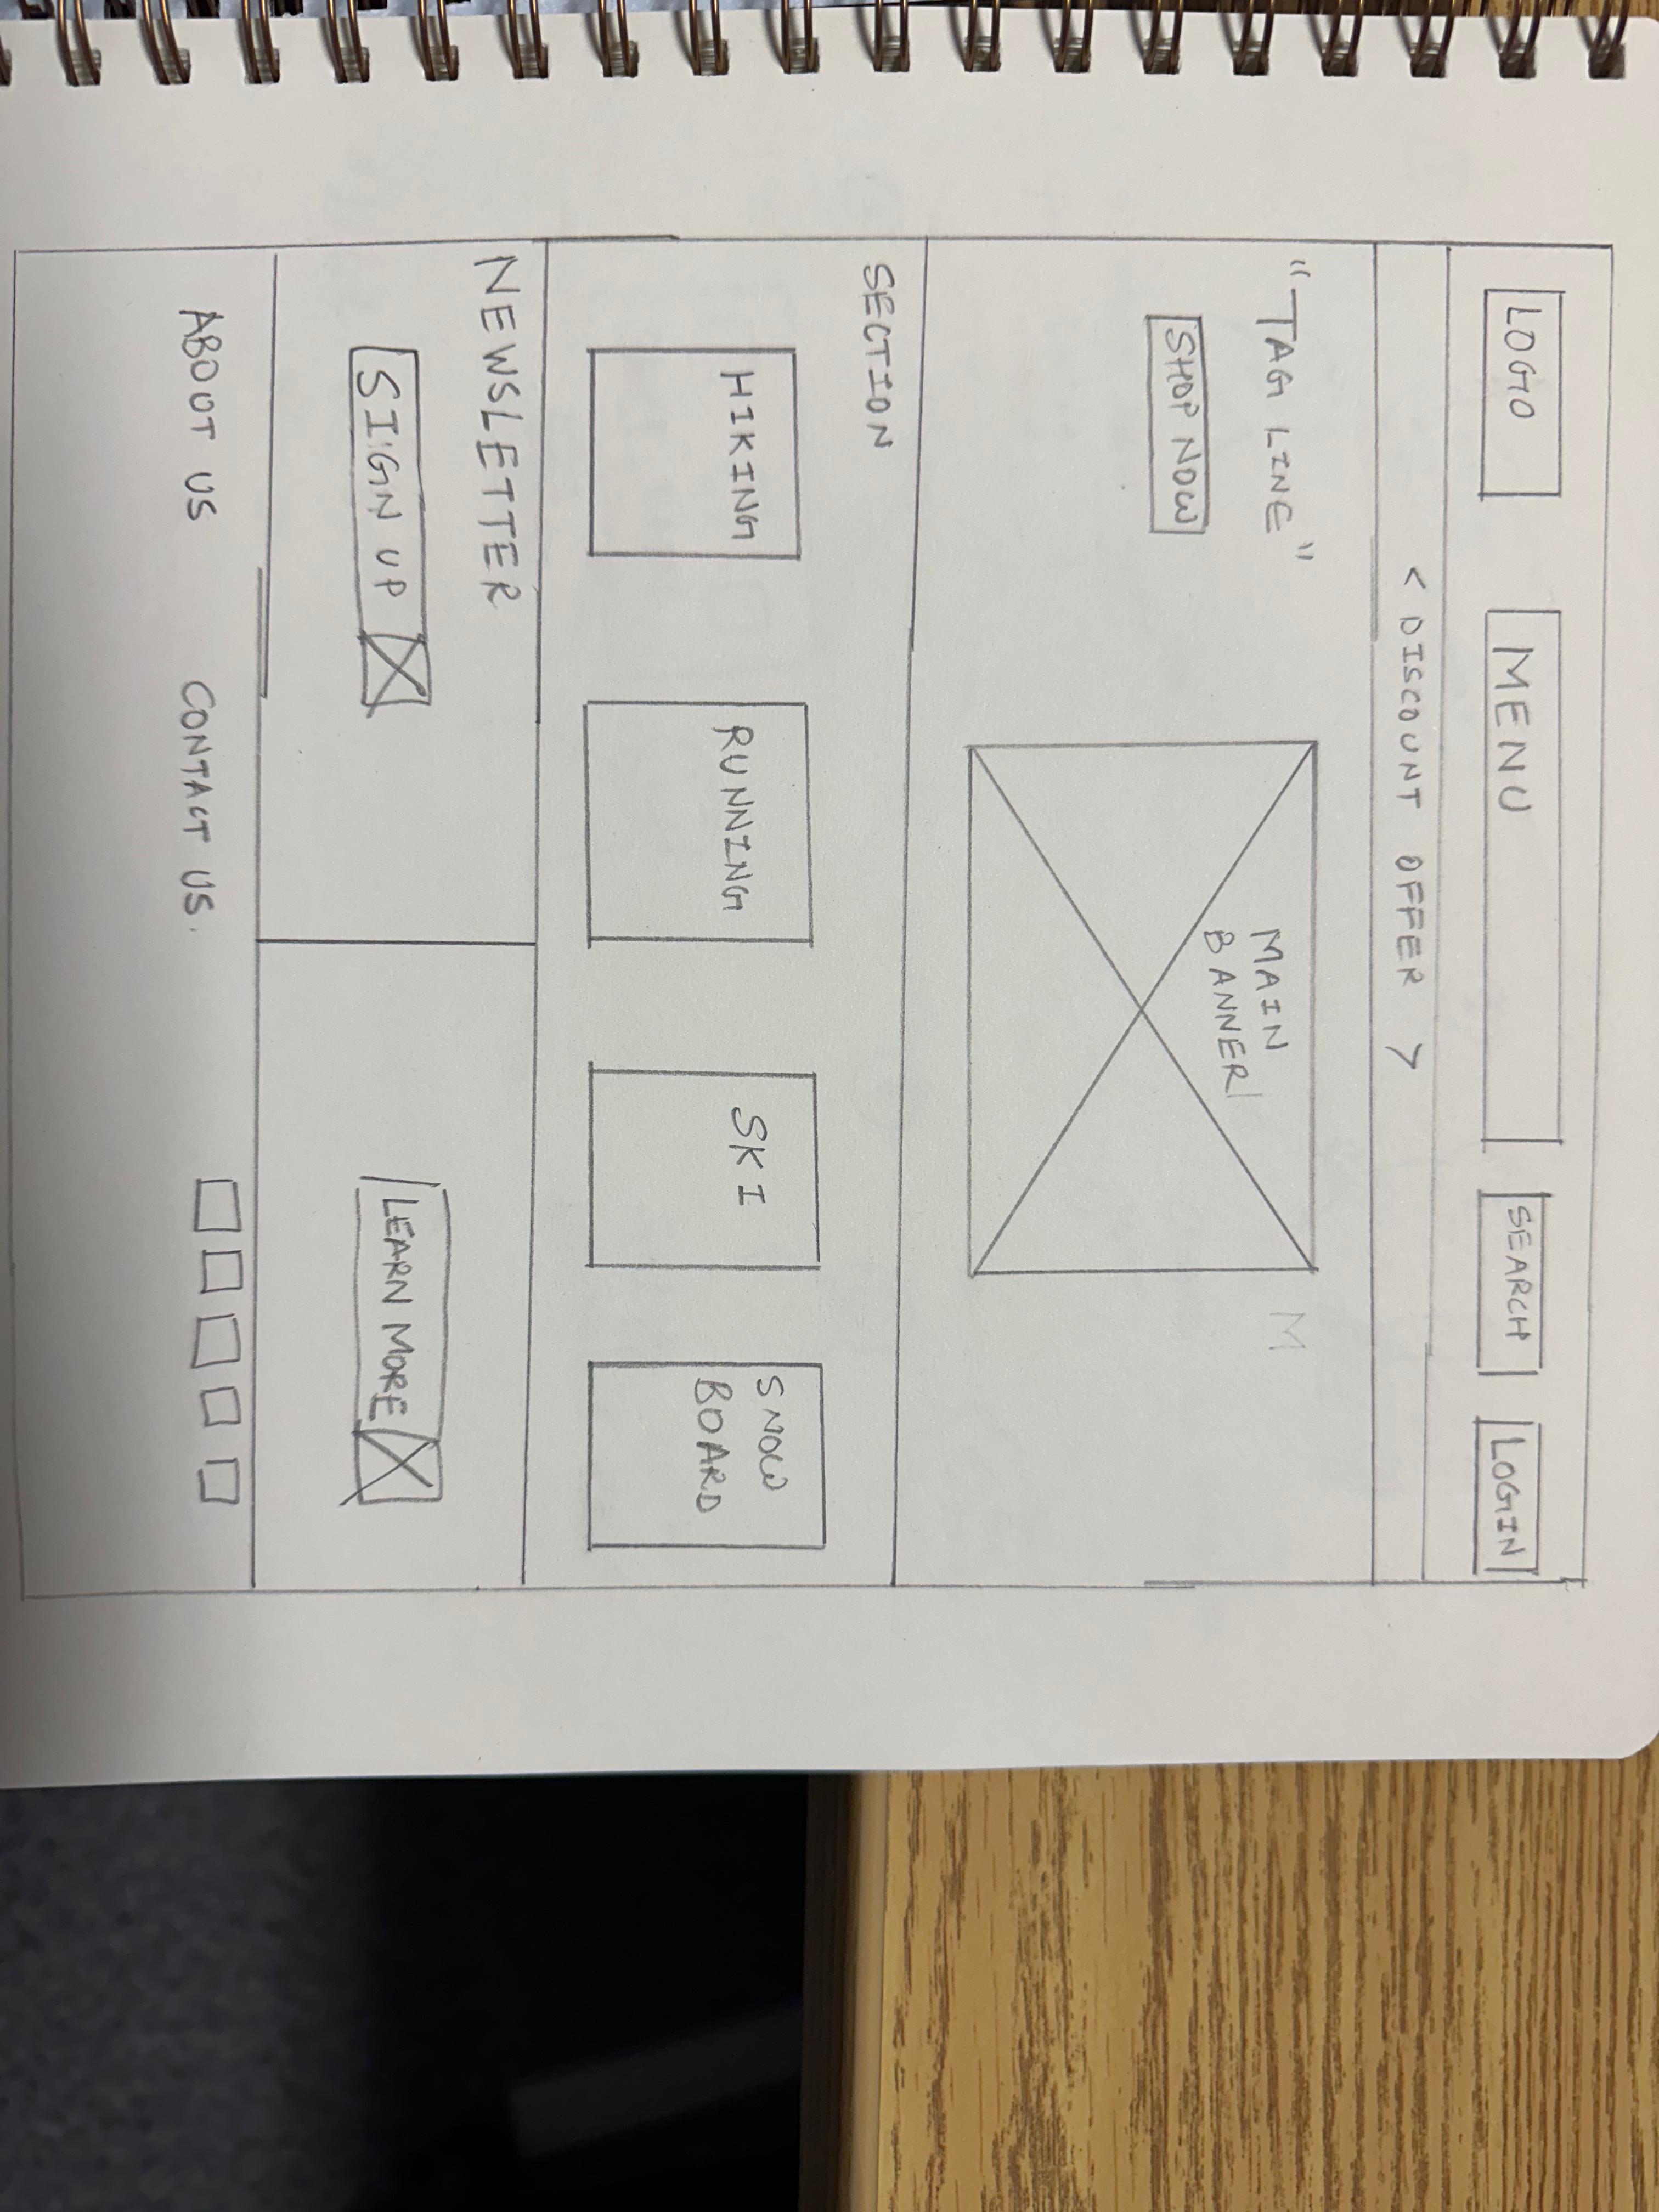 LOGO
MENU
SEARCH
LOGIN
< DISCOUNT OFFER >
"TAG LINE"
SHOP NOW
MAIN
BANNER
M
SECTION
HIKING
RUNNING
SKI
SNOW
BOARD
NEWSLETTER
SIGN UP
LEARN MORE
ABOUT US
CONTACT US.